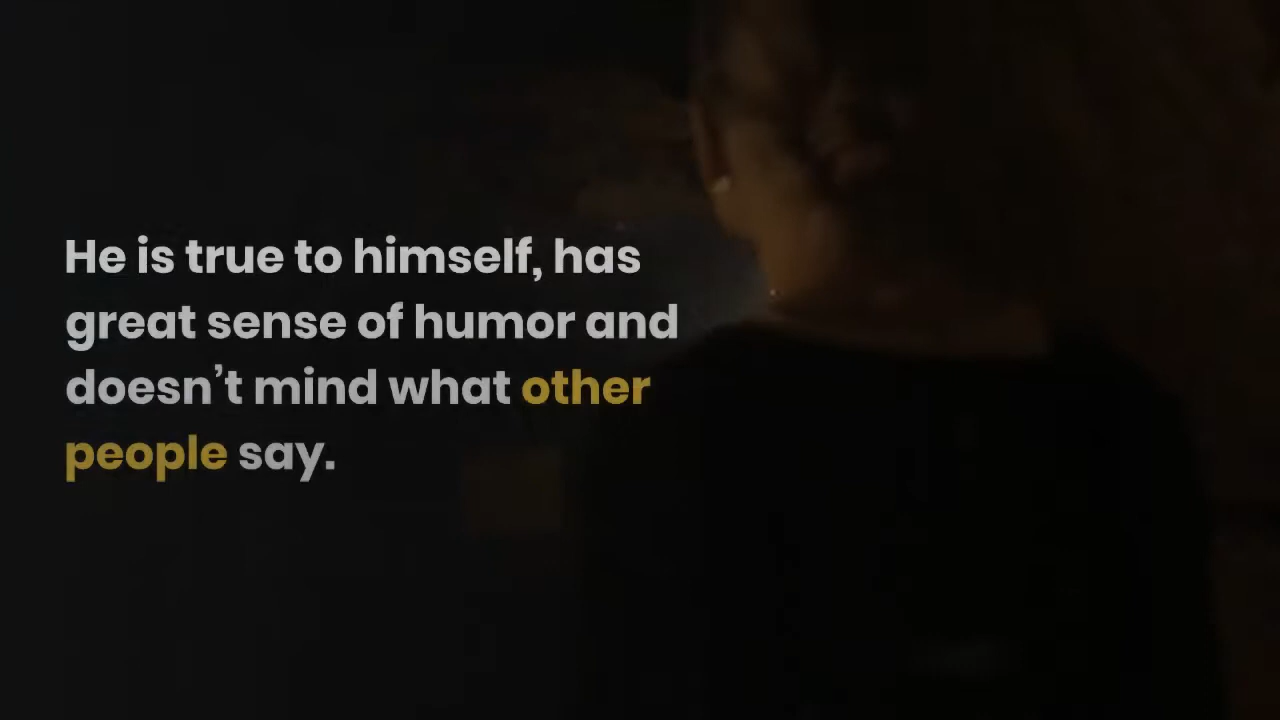 He is true to himself, has
great sense of humor and
doesn’t mind what other
people say.